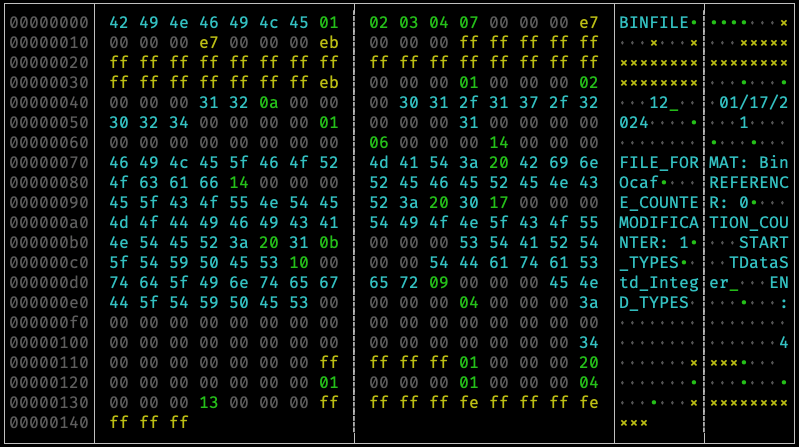 00000000 42 49 4e 46 49 4c 45 01 02 03 04 07 00 00 00 e7 BINFILE• ••••⋅⋅⋅×
00000010 00 00 00 e7 00 00 00 eb 00 00 00 ff ff ff ff ff ⋅⋅⋅×⋅⋅⋅× ⋅⋅⋅×××××
00000020 ff ff ff ff ff ff ff ff ff ff ff ff ff ff ff ff ×××××××× ××××××××
00000030 ff ff ff ff ff ff ff eb 00 00 00 01 00 00 00 02 ×××××××× ⋅⋅⋅•⋅⋅⋅•
00000040 00 00 00 31 32 0a 00 00 00 30 31 2f 31 37 2f 32 ⋅⋅⋅12_⋅⋅ ⋅01/17/2
00000050 30 32 34 00 00 00 00 01 00 00 00 31 00 00 00 00 024⋅⋅⋅⋅• ⋅⋅⋅1⋅⋅⋅⋅
00000060 00 00 00 00 00 00 00 00 06 00 00 00 14 00 00 00 ⋅⋅⋅⋅⋅⋅⋅⋅ •⋅⋅⋅•⋅⋅⋅
00000070 46 49 4c 45 5f 46 4f 52 4d 41 54 3a 20 42 69 6e FILE_FOR MAT: Bin
00000080 4f 63 61 66 14 00 00 00 52 45 46 45 52 45 4e 43 Ocaf•⋅⋅⋅ REFERENC
00000090 45 5f 43 4f 55 4e 54 45 52 3a 20 30 17 00 00 00 E_COUNTE R: 0•⋅⋅⋅
000000a0 4d 4f 44 49 46 49 43 41 54 49 4f 4e 5f 43 4f 55 MODIFICA TION_COU
000000b0 4e 54 45 52 3a 20 31 0b 00 00 00 53 54 41 52 54 NTER: 1• ⋅⋅⋅START
000000c0 5f 54 59 50 45 53 10 00 00 00 54 44 61 74 61 53 _TYPES•⋅ ⋅⋅TDataS
000000d0 74 64 5f 49 6e 74 65 67 65 72 09 00 00 00 45 4e td_Integ er_⋅⋅⋅EN
000000e0 44 5f 54 59 50 45 53 00 00 00 00 04 00 00 00 3a D_TYPES⋅ ⋅⋅⋅•⋅⋅⋅:
000000f0 00 00 00 00 00 00 00 00 00 00 00 00 00 00 00 00 ⋅⋅⋅⋅⋅⋅⋅⋅ ⋅⋅⋅⋅⋅⋅⋅⋅
00000100 00 00 00 00 00 00 00 00 00 00 00 00 00 00 00 34 ⋅⋅⋅⋅⋅⋅⋅⋅ ⋅⋅⋅⋅⋅⋅⋅4
00000110 00 00 00 00 00 00 00 ff ff ff ff 01 00 00 00 20 ⋅⋅⋅⋅⋅⋅⋅× ×××•⋅⋅⋅
00000120 00 00 00 00 00 00 00 01 00 00 00 01 00 00 00 04 ⋅⋅⋅⋅⋅⋅⋅• ⋅⋅⋅•⋅⋅⋅•
00000130 00 00 00 13 00 00 00 ff ff ff ff fe ff ff ff fe ⋅⋅⋅•⋅⋅⋅× ××××××××
00000140 ff ff ff ×××